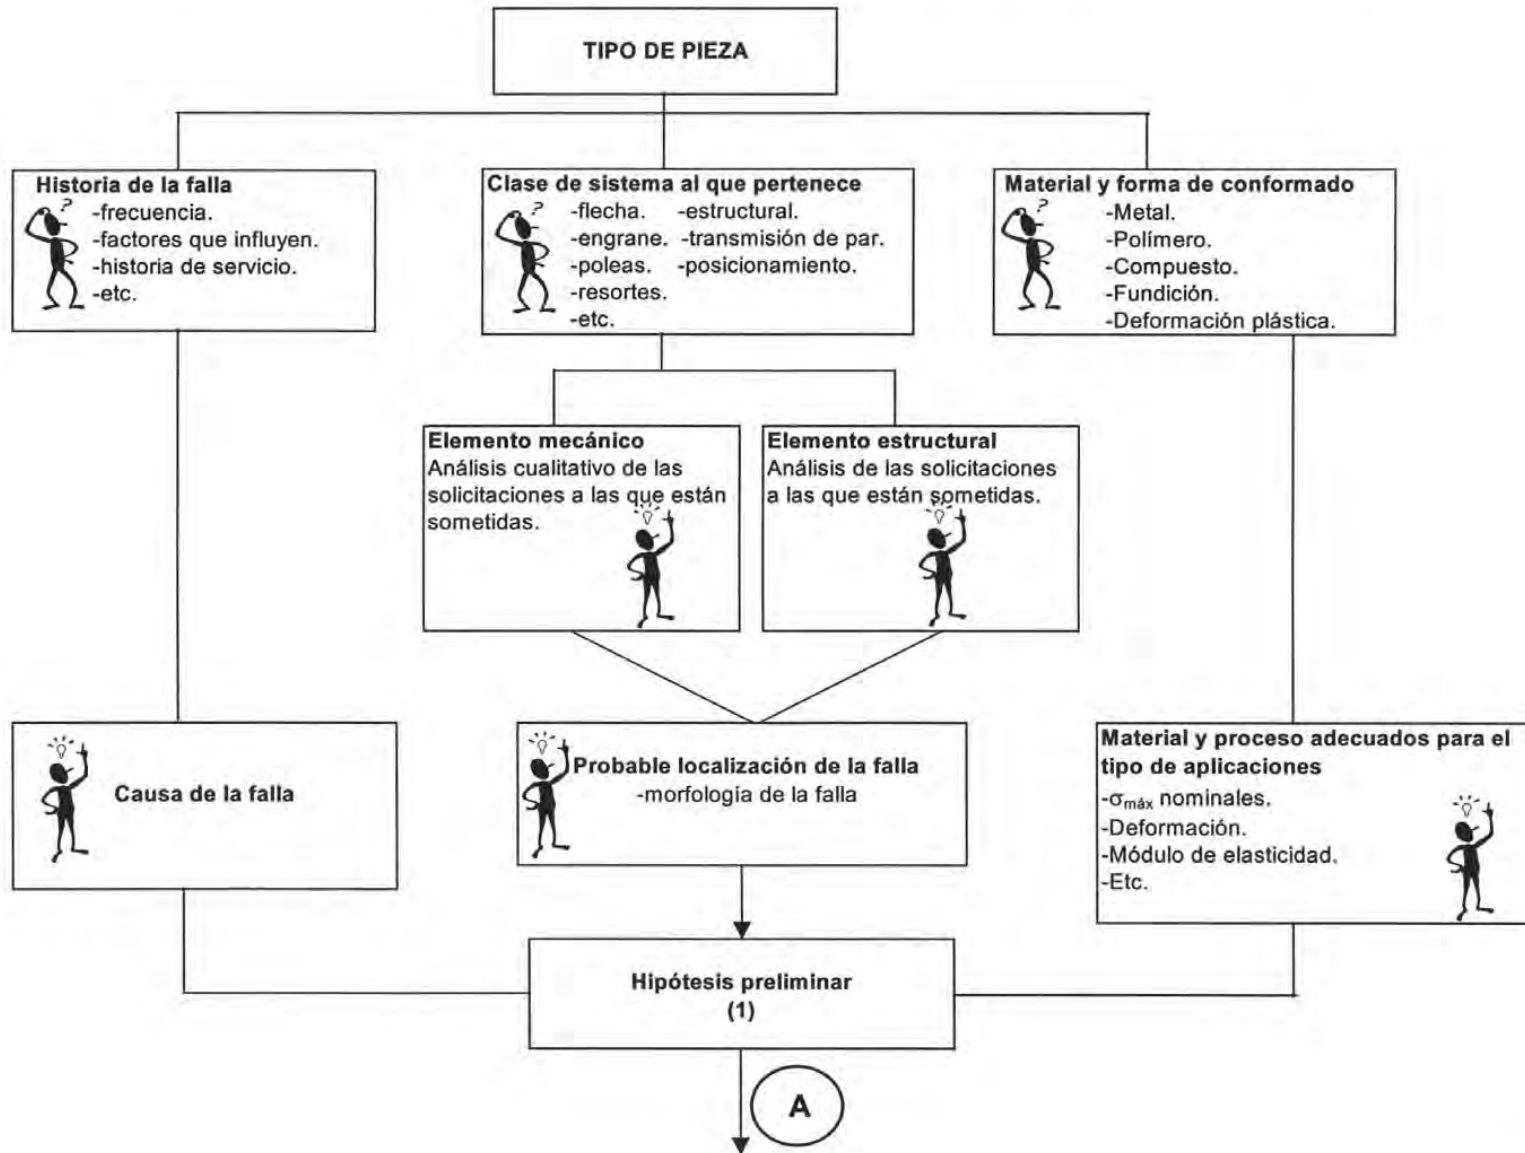 TIPO DE PIEZA
Historia de la falla
?
-frecuencia.
-factores que influyen.
-historia de servicio.
-etc.
Clase de sistema al que pertenece
?
-flecha. -estructural.
-engrane. -transmisión de par.
-poleas. -posicionamiento.
-resortes.
-etc.
Material y forma de conformado
?
-Metal.
-Polímero.
-Compuesto.
-Fundición.
-Deformación plástica.
Elemento mecánico
Análisis cualitativo de las
solicitaciones a las que están
sometidas.
Elemento estructural
Análisis de las solicitaciones
a las que están sometidas.
Causa de la falla
Probable localización de la falla
-morfología de la falla
Material y proceso adecuados para el
tipo de aplicaciones
-σmáx nominales.
-Deformación.
-Módulo de elasticidad.
-Etc.
Hipótesis preliminar
(1)
A